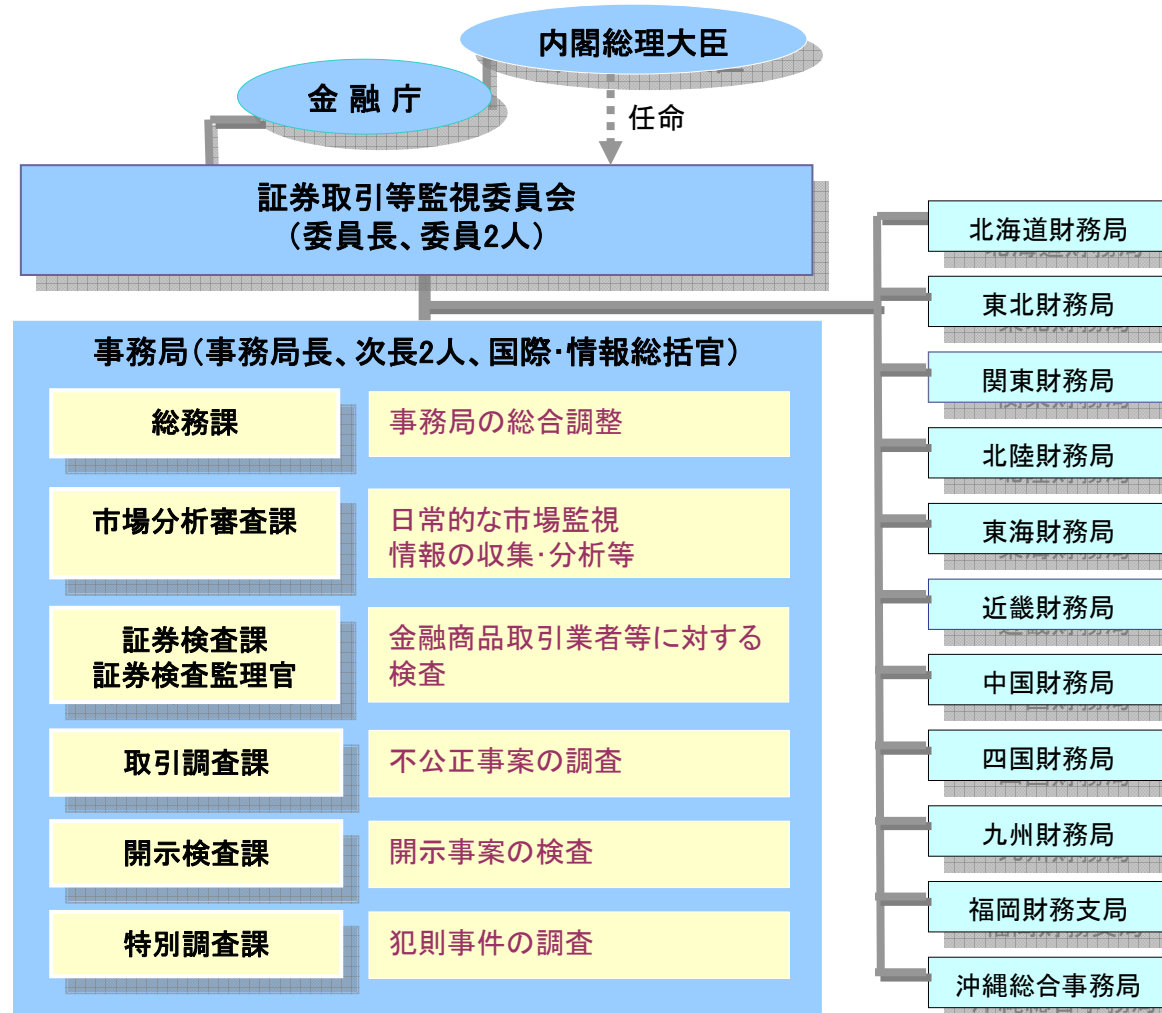 内閣総理大臣
金 融 庁
任命
証券取引等監視委員会
(委員長、委員2人)
事務局(事務局長、次長2人、国際・情報総括官)
総務課
事務局の総合調整
市場分析審査課
日常的な市場監視
情報の収集・分析等
証券検査課
証券検査監理官
金融商品取引業者等に対する
検査
取引調査課
不公正事案の調査
開示検査課
開示事案の検査
特別調査課
犯則事件の調査
北海道財務局
東北財務局
関東財務局
北陸財務局
東海財務局
近畿財務局
中国財務局
四国財務局
九州財務局
福岡財務支局
沖縄総合事務局